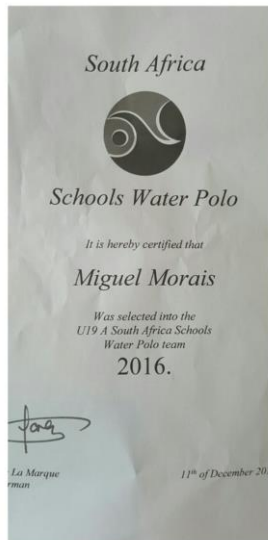 South Africa
Schools Water Polo
It is hereby certified that
Miguel Morais
Was selected into the
U19 A South Africa Schools
Water Polo team
2016.
La Marque
11th of December 20